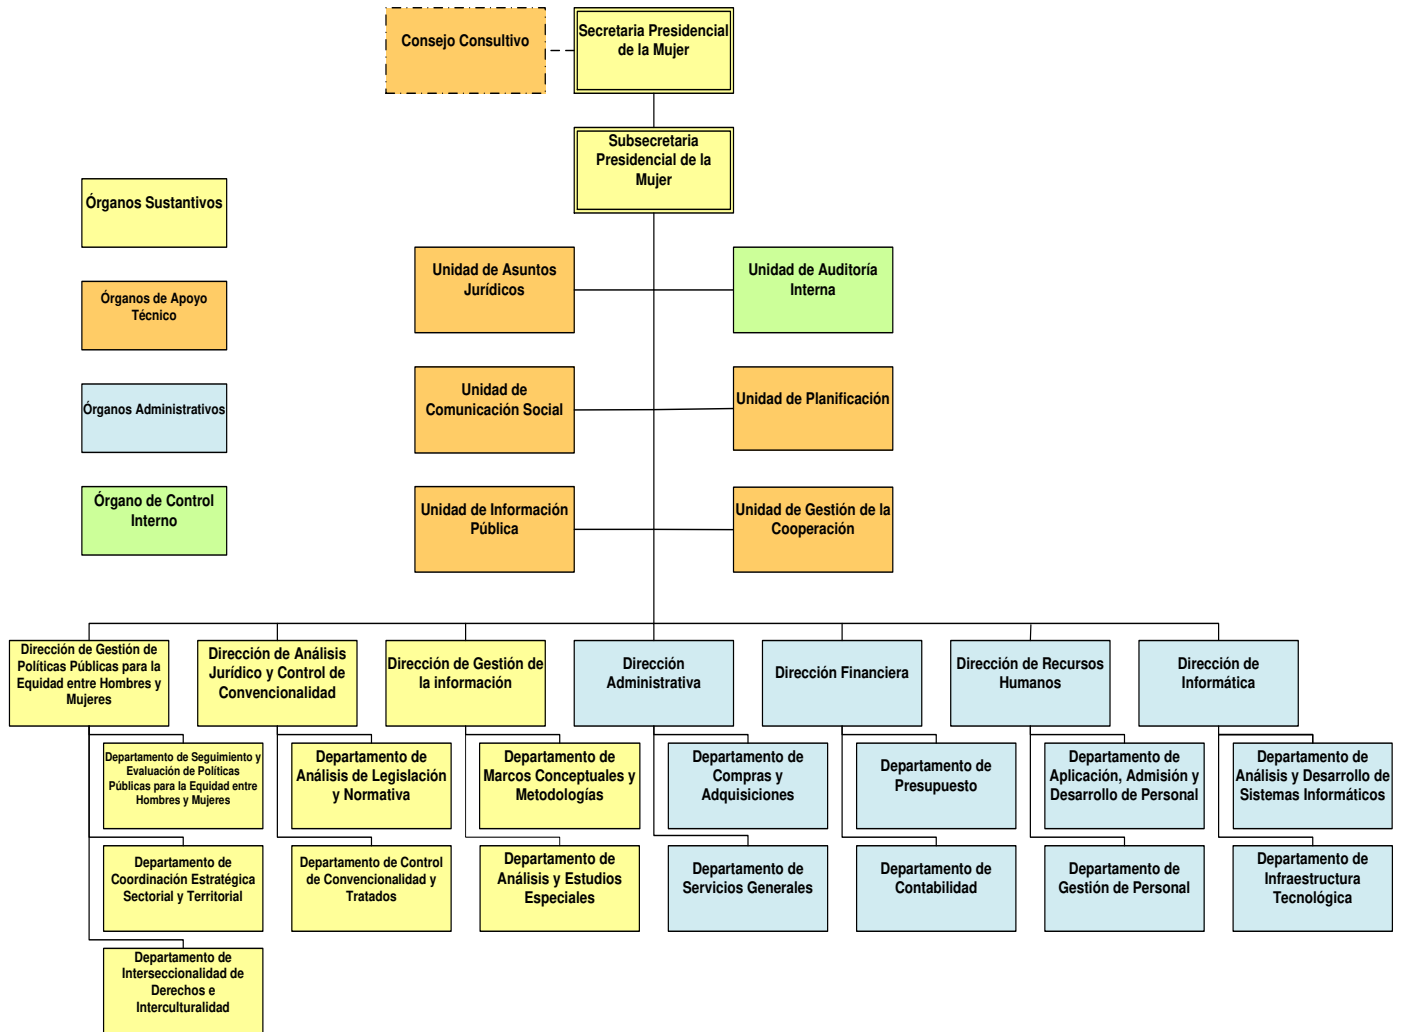 Consejo Consultivo
Secretaria Presidencial
de la Mujer
Subsecretaria
Presidencial de la
Mujer
Órganos Sustantivos
Órganos de Apoyo
Técnico
Órganos Administrativos
Órgano de Control
Interno
Unidad de Asuntos
Jurídicos
Unidad de Auditoría
Interna
Unidad de
Comunicación Social
Unidad de Planificación
Unidad de Información
Pública
Unidad de Gestión de la
Cooperación
Dirección de Gestión de
Políticas Públicas para la
Equidad entre Hombres y
Mujeres
Dirección de Análisis
Jurídico y Control de
Convencionalidad
Dirección de Gestión de
la información
Dirección
Administrativa
Dirección Financiera
Dirección de Recursos
Humanos
Dirección de
Informática
Departamento de Seguimiento y
Evaluación de Políticas
Públicas para la Equidad entre
Hombres y Mujeres
Departamento de
Análisis de Legislación
y Normativa
Departamento de
Marcos Conceptuales y
Metodologías
Departamento de
Compras y
Adquisiciones
Departamento de
Presupuesto
Departamento de
Aplicación, Admisión y
Desarrollo de Personal
Departamento de
Análisis y Desarrollo de
Sistemas Informáticos
Departamento de
Coordinación Estratégica
Sectorial y Territorial
Departamento de Control
de Convencionalidad y
Tratados
Departamento de
Análisis y Estudios
Especiales
Departamento de
Servicios Generales
Departamento de
Contabilidad
Departamento de
Gestión de Personal
Departamento de
Infraestructura
Tecnológica
Departamento de
Interseccionalidad de
Derechos e
Interculturalidad